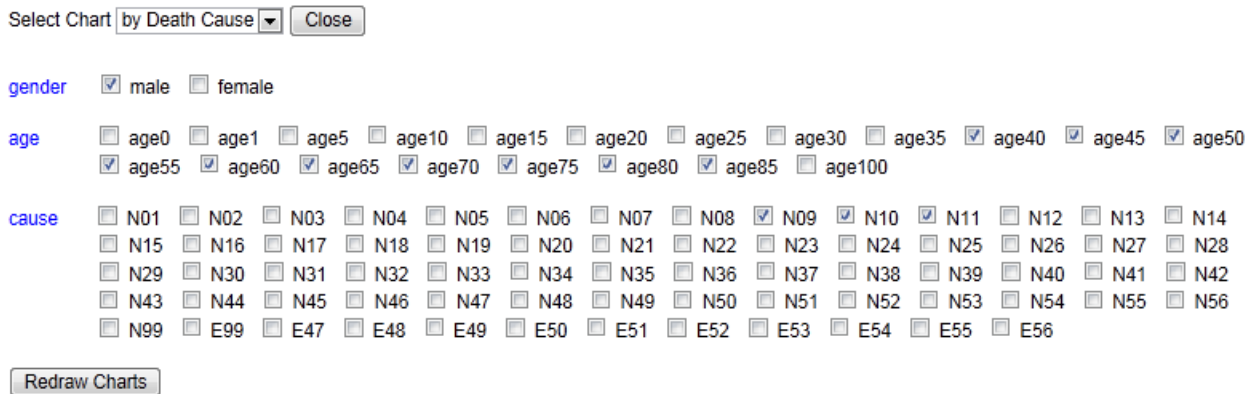 Select Chart by Death Cause Close
gender male female
age age0 age1 age5 age10 age15 age20 age25 age30 age35 age40 age45 age50
age55 age60 age65 age70 age75 age80 age85 age100
cause N01 N02 N03 N04 N05 N06 N07 N08 N09 N10 N11 N12 N13 N14
N15 N16 N17 N18 N19 N20 N21 N22 N23 N24 N25 N26 N27 N28
N29 N30 N31 N32 N33 N34 N35 N36 N37 N38 N39 N40 N41 N42
N43 N44 N45 N46 N47 N48 N49 N50 N51 N52 N53 N54 N55 N56
N99 E99 E47 E48 E49 E50 E51 E52 E53 E54 E55 E56
Redraw Charts